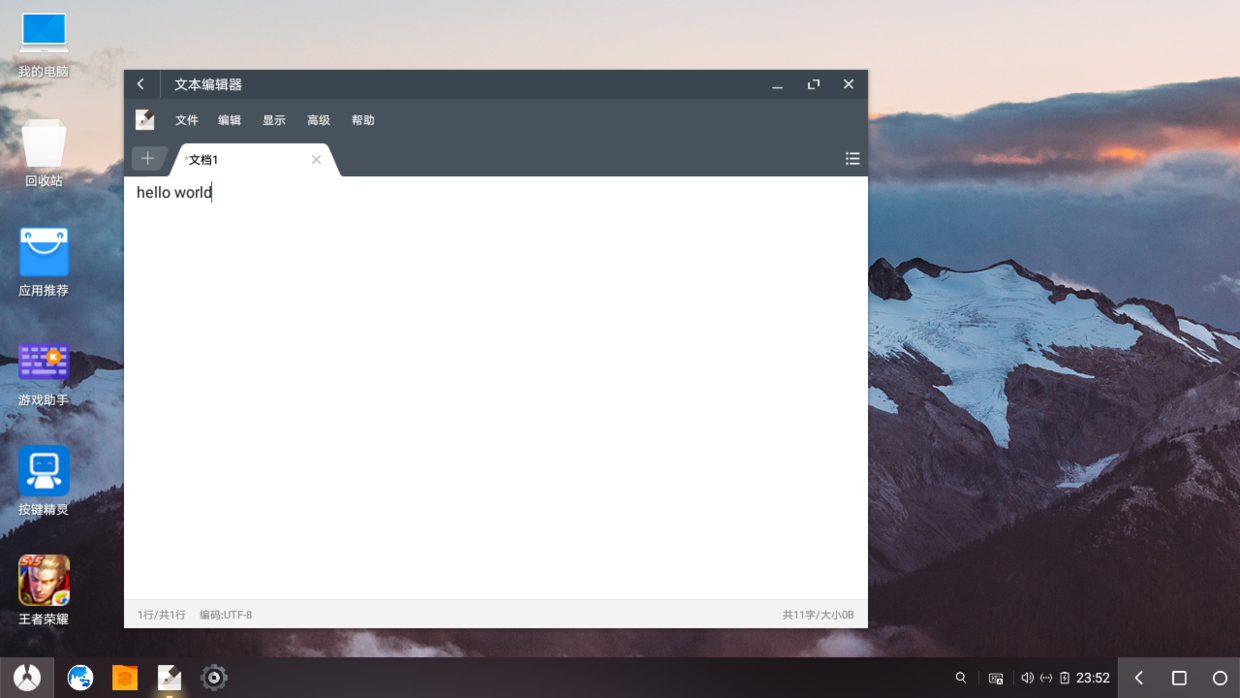 我的电脑
回收站
应用推荐
游戏助手
按键精灵
王者荣耀
文本编辑器
文件 编辑 显示 高级 帮助
*文档1
hello world
1行/共1行 编码:UTF-8 共11字/大小0B
23:52